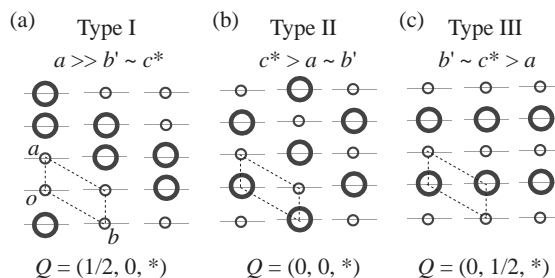 (a) Type I
a >> b' ~ c*
(b) Type II
c* > a ~ b'
(c) Type III
b' ~ c* > a
a
o
b
Q = (1/2, 0, *)
Q = (0, 0, *)
Q = (0, 1/2, *)